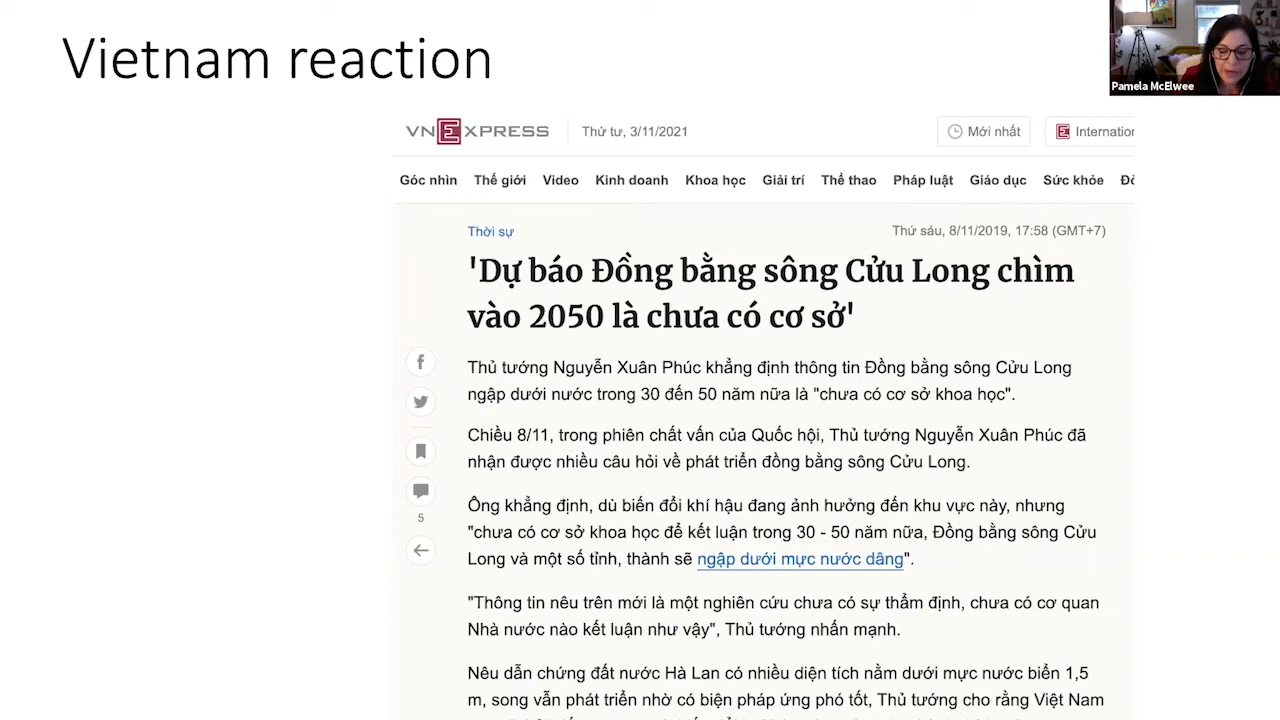 Vietnam reaction
Pamela McElwee
VNEXPRESS
Thứ tư, 3/11/2021
Mới nhất
Góc nhìn Thế giới Video Kinh doanh Khoa học Giải trí Thể thao Pháp luật Giáo dục Sức khỏe
Thời sự
Thứ sáu, 8/11/2019, 17:58 (GMT+7)
'Dự báo Đồng bằng sông Cửu Long chìm
vào 2050 là chưa có cơ sở'
Thủ tướng Nguyễn Xuân Phúc khẳng định thông tin Đồng bằng sông Cửu Long
ngập dưới nước trong 30 đến 50 năm nữa là "chưa có cơ sở khoa học".
Chiều 8/11, trong phiên chất vấn của Quốc hội, Thủ tướng Nguyễn Xuân Phúc đã
nhận được nhiều câu hỏi về phát triển đồng bằng sông Cửu Long.
Ông khẳng định, dù biến đổi khí hậu đang ảnh hưởng đến khu vực này, nhưng
"chưa có cơ sở khoa học để kết luận trong 30 - 50 năm nữa, Đồng bằng sông Cửu
Long và một số tỉnh, thành sẽ ngập dưới mực nước dâng".
5
"Thông tin nêu trên mới là một nghiên cứu chưa có sự thẩm định, chưa có cơ quan
Nhà nước nào kết luận như vậy", Thủ tướng nhấn mạnh.
Nêu dẫn chứng đất nước Hà Lan có nhiều diện tích nằm dưới mực nước biển 1,5
m, song vẫn phát triển nhờ có biện pháp ứng phó tốt, Thủ tướng cho rằng Việt Nam